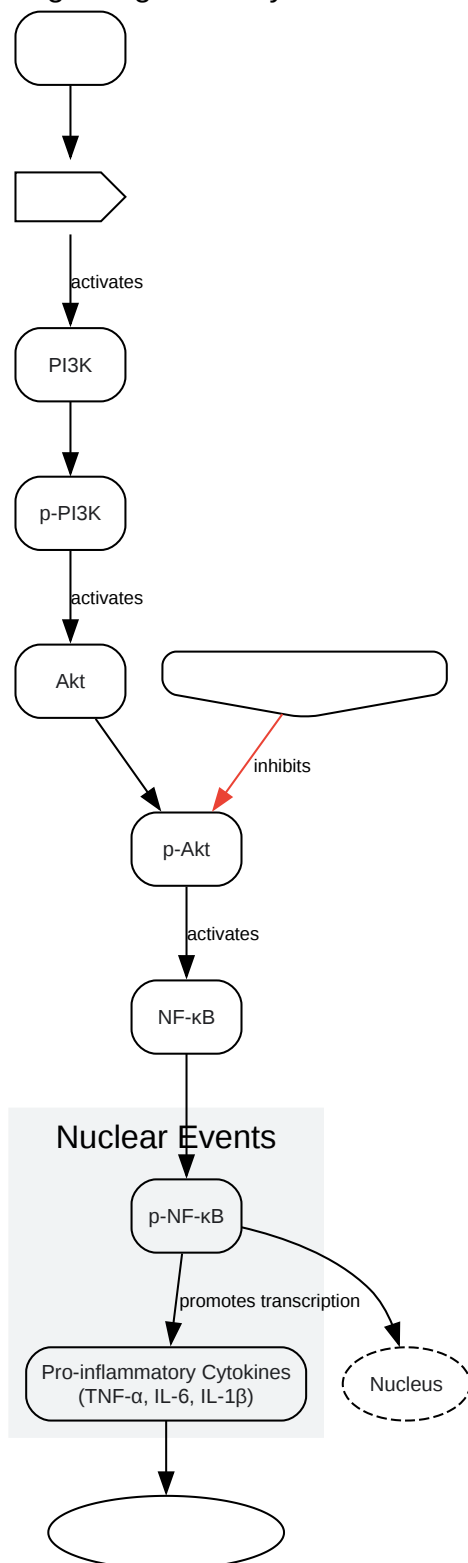 activates
PI3K
p-PI3K
activates
Akt
inhibits
p-Akt
activates
NF-κB
Nuclear Events
p-NF-κB
promotes transcription
Pro-inflammatory Cytokines
(TNF-α, IL-6, IL-1β)
Nucleus